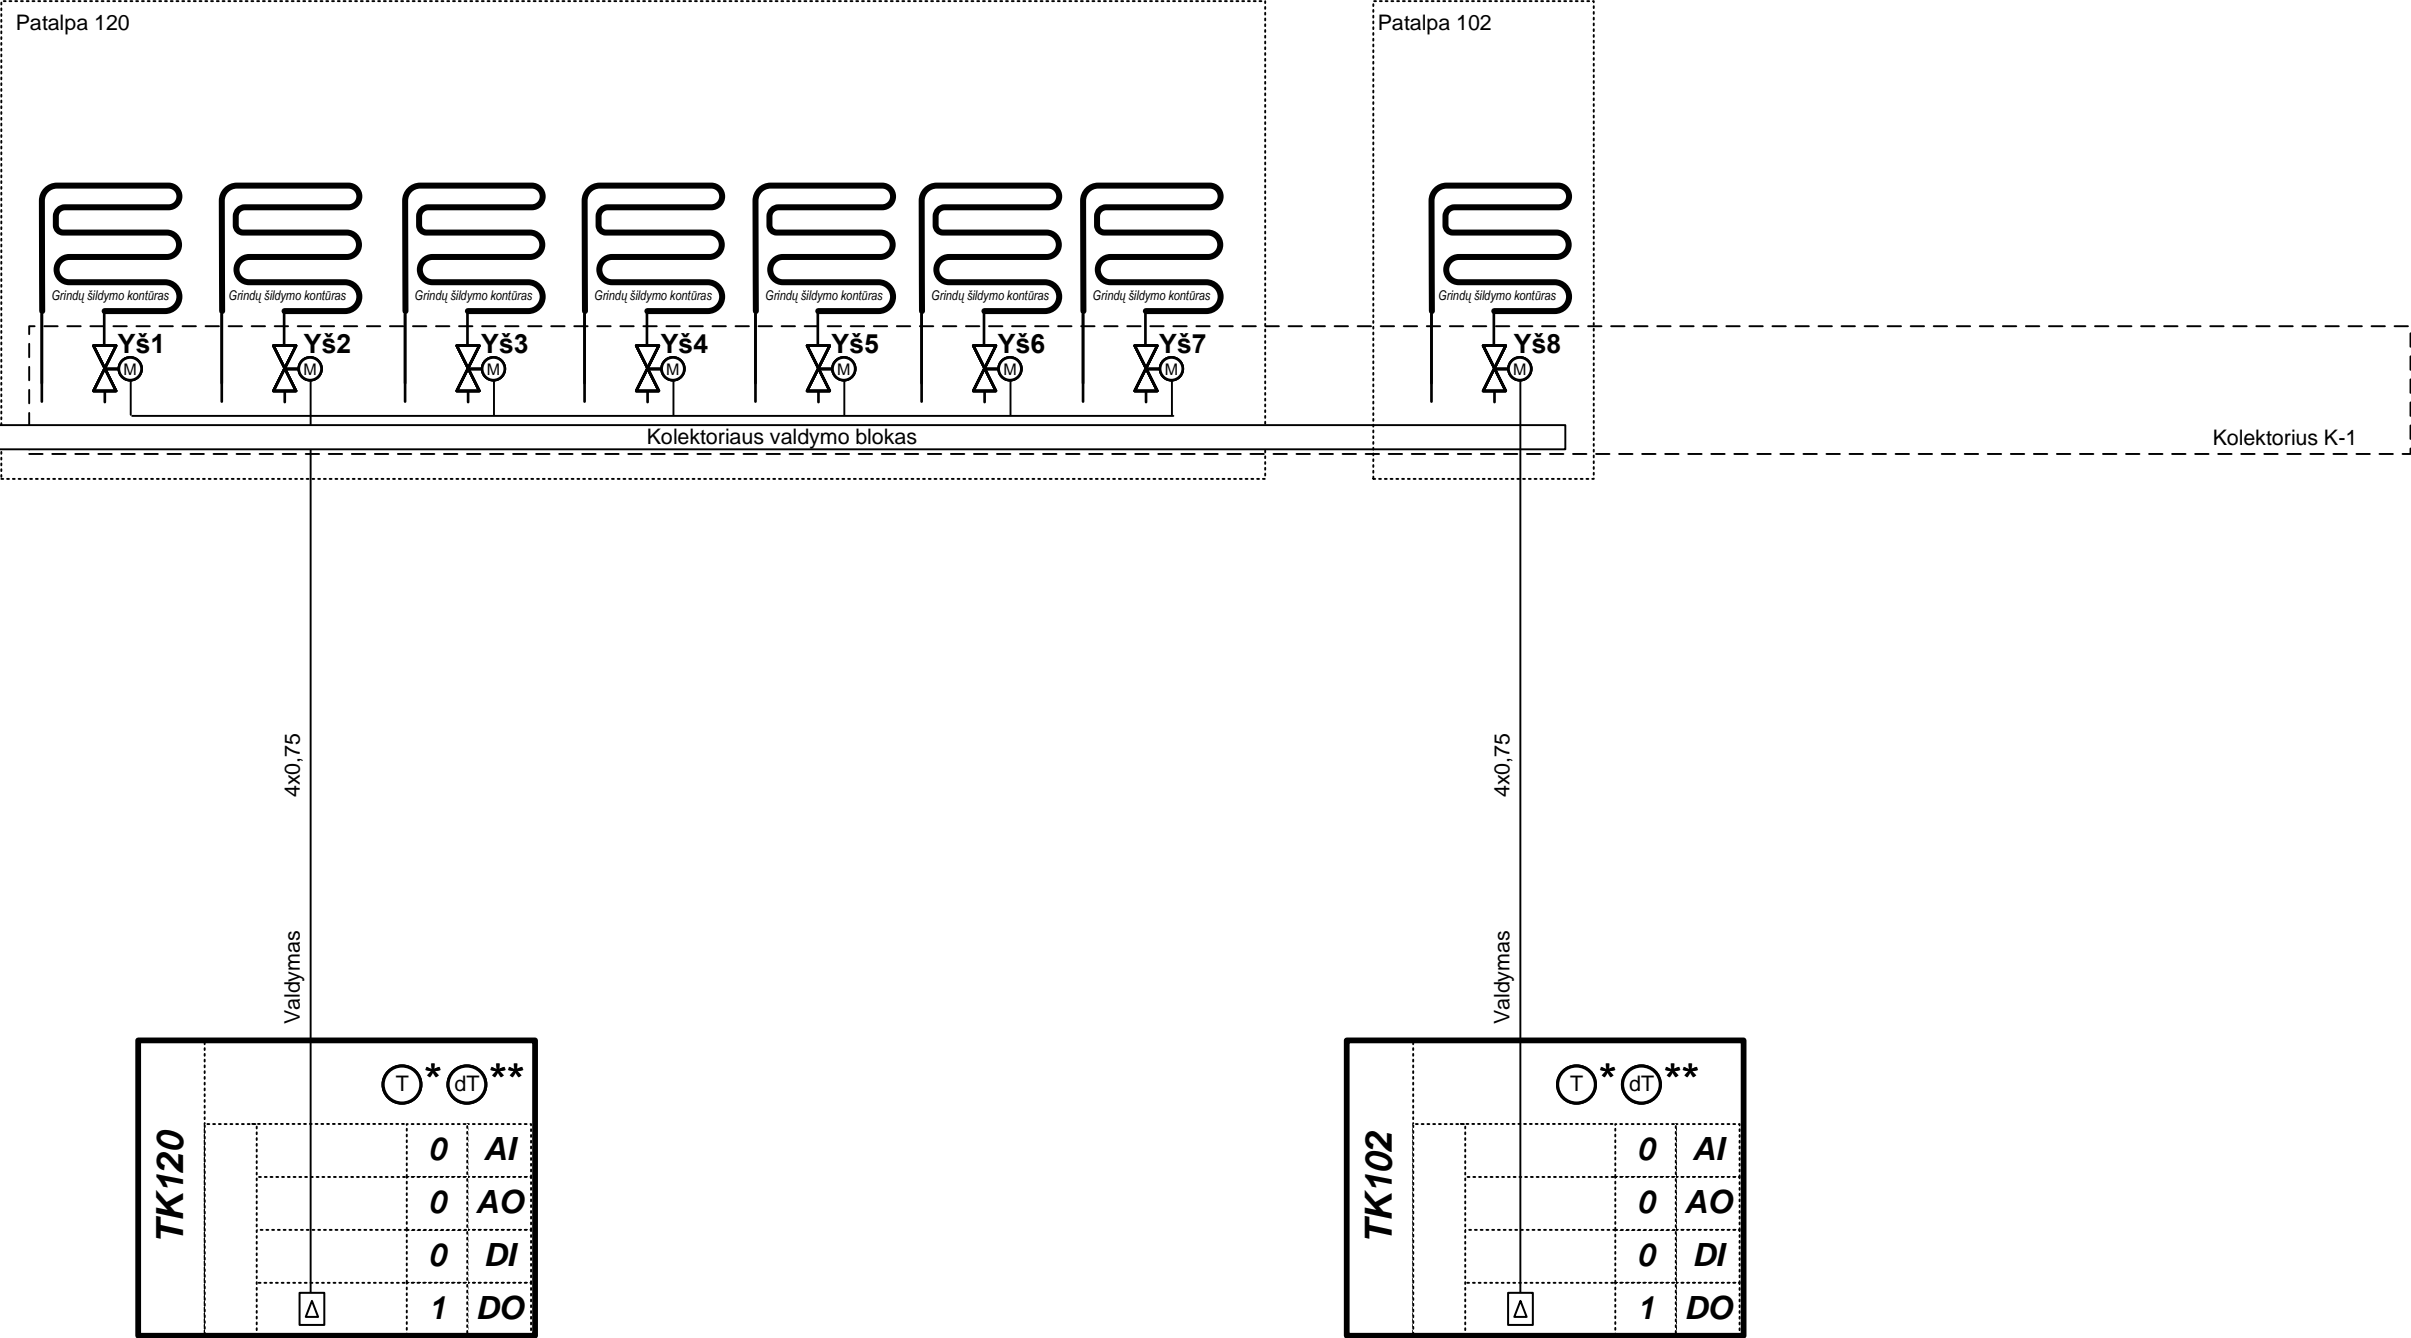 Patalpa 120
Patalpa 102
Grindų šildymo kontūras
Grindų šildymo kontūras
Grindų šildymo kontūras
Grindų šildymo kontūras
Grindų šildymo kontūras
Grindų šildymo kontūras
Grindų šildymo kontūras
Grindų šildymo kontūras
Yš1
Yš2
Yš3
Yš4
Yš5
Yš6
Yš7
Yš8
M
M
M
M
M
M
M
M
Kolektoriaus valdymo blokas
Kolektorius K-1
4x0,75
4x0,75
Valdymas
Valdymas
TK120
T * dT **
0 AI
0 AO
0 DI
Δ 1 DO
TK102
T * dT **
0 AI
0 AO
0 DI
Δ 1 DO